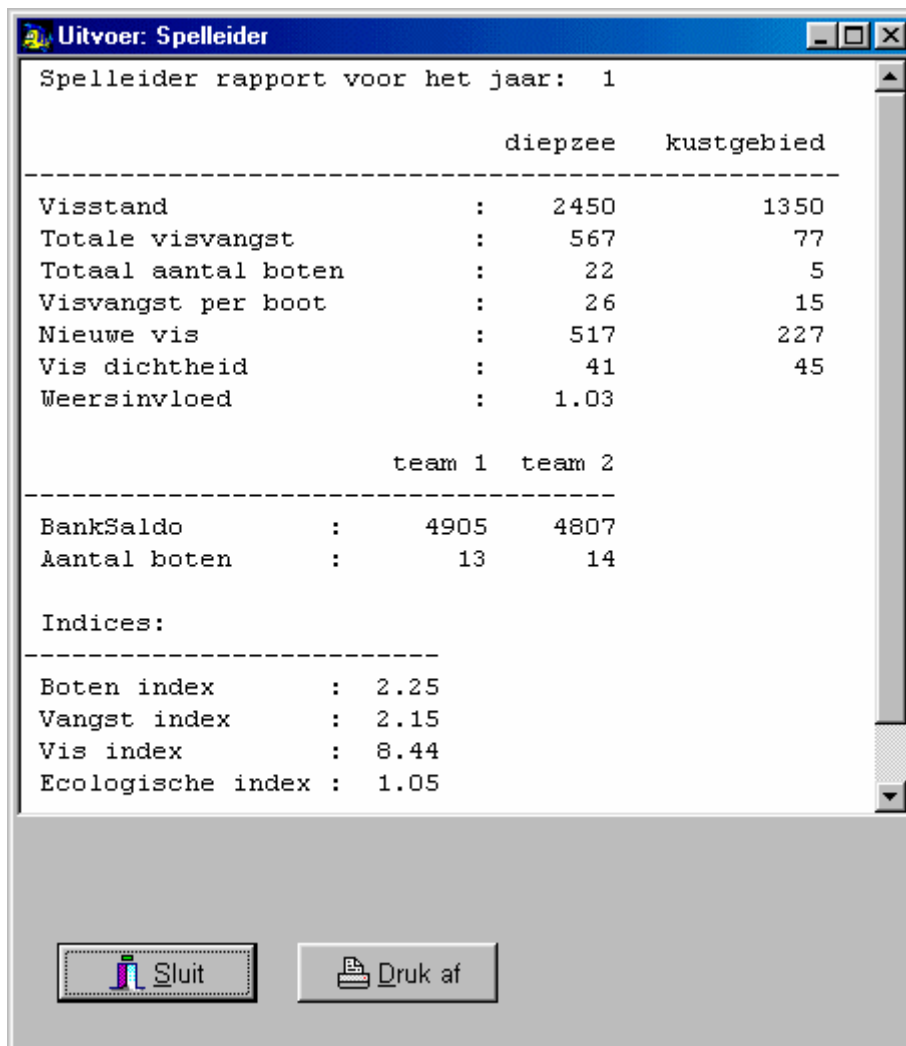 Uitvoer: Spelleider
Spelleider rapport voor het jaar: 1
diepzee kustgebied
----------------------------------------------------
Visstand : 2450 1350
Totale visvangst : 567 77
Totaal aantal boten : 22 5
Visvangst per boot : 26 15
Nieuwe vis : 517 227
Vis dichtheid : 41 45
Weersinvloed : 1.03
team 1 team 2
--------------------------------------
BankSaldo : 4905 4807
Aantal boten : 13 14
Indices:
---------------------------
Boten index : 2.25
Vangst index : 2.15
Vis index : 8.44
Ecologische index : 1.05
Sluit Druk af